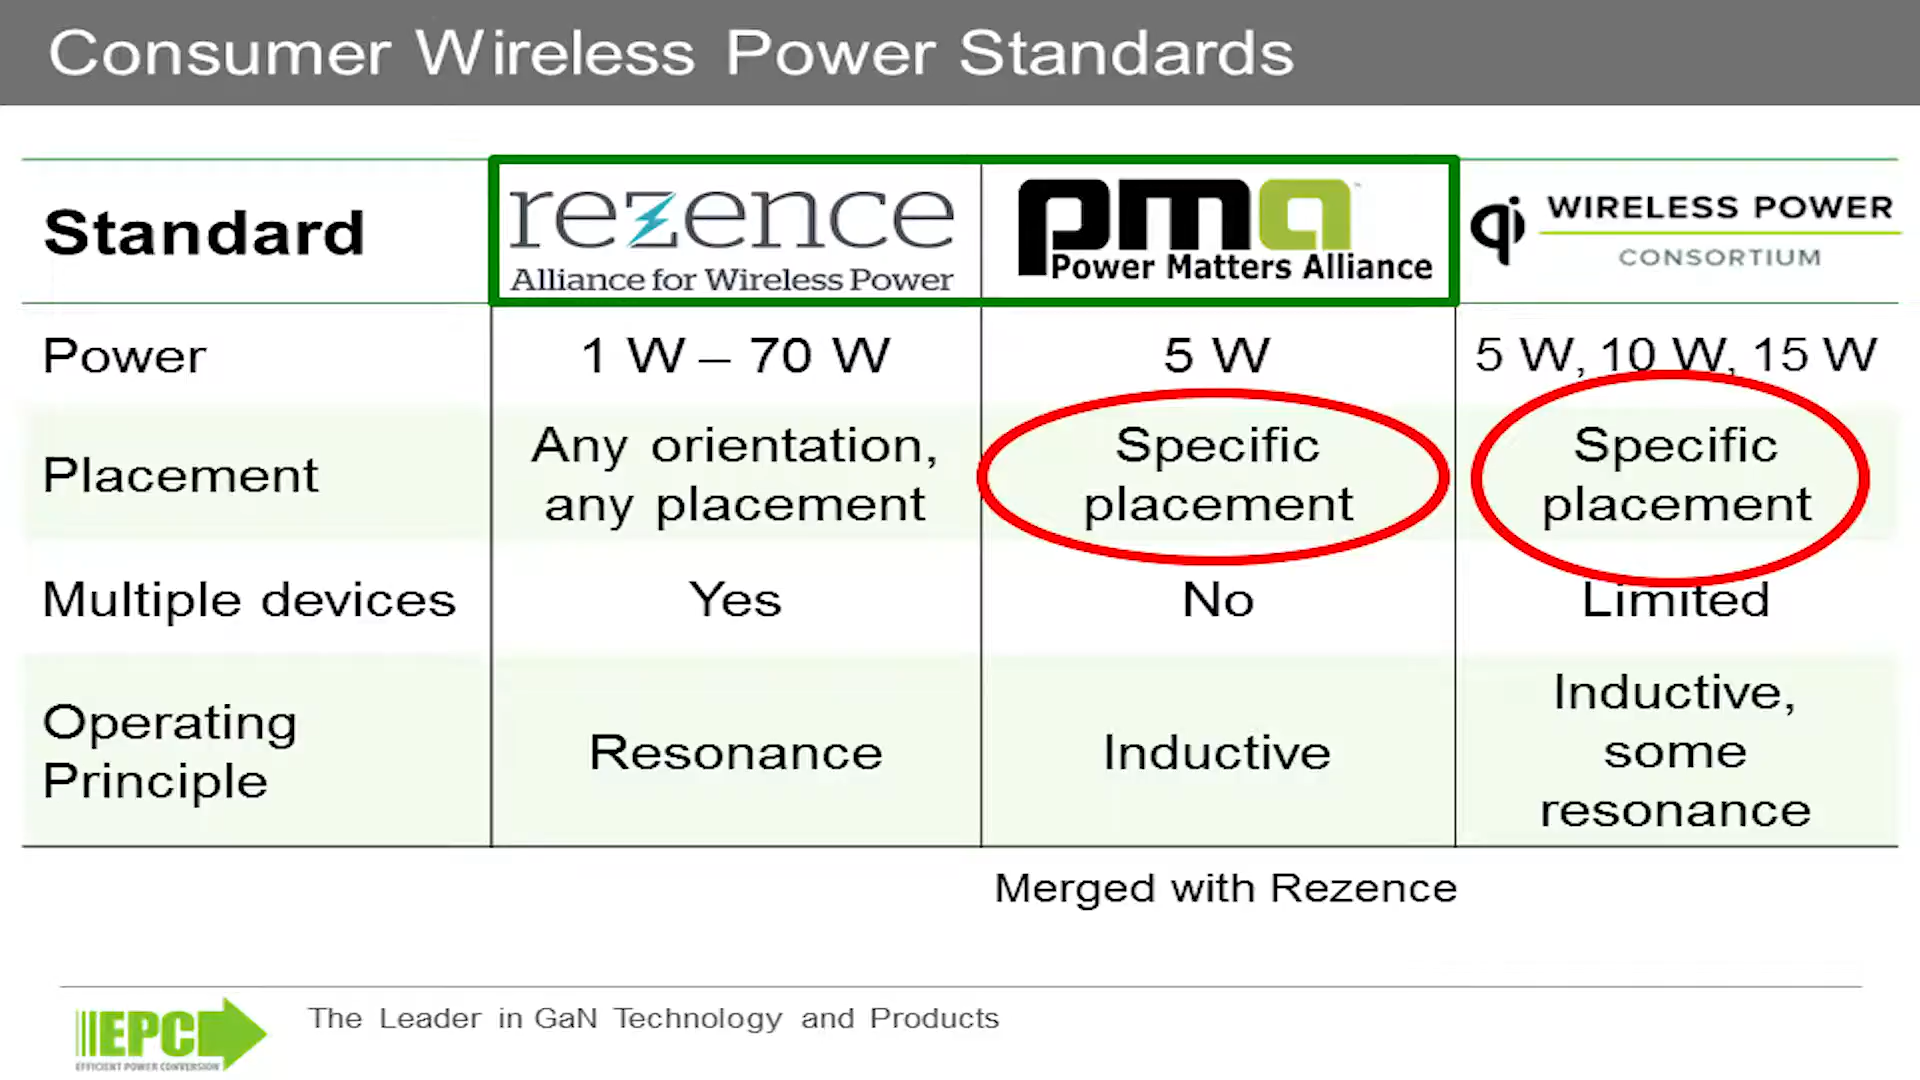 Consumer Wireless Power Standards
Standard
rezence
Alliance for Wireless Power
pma
Power Matters Alliance
qi WIRELESS POWER
CONSORTIUM
Power
1 W – 70 W
5 W
5 W, 10 W, 15 W
Placement
Any orientation,
any placement
Specific
placement
Specific
placement
Multiple devices
Yes
No
Limited
Operating
Principle
Resonance
Inductive
Inductive,
some
resonance
Merged with Rezence
EPC
EFFICIENT POWER CONVERSION
The Leader in GaN Technology and Products